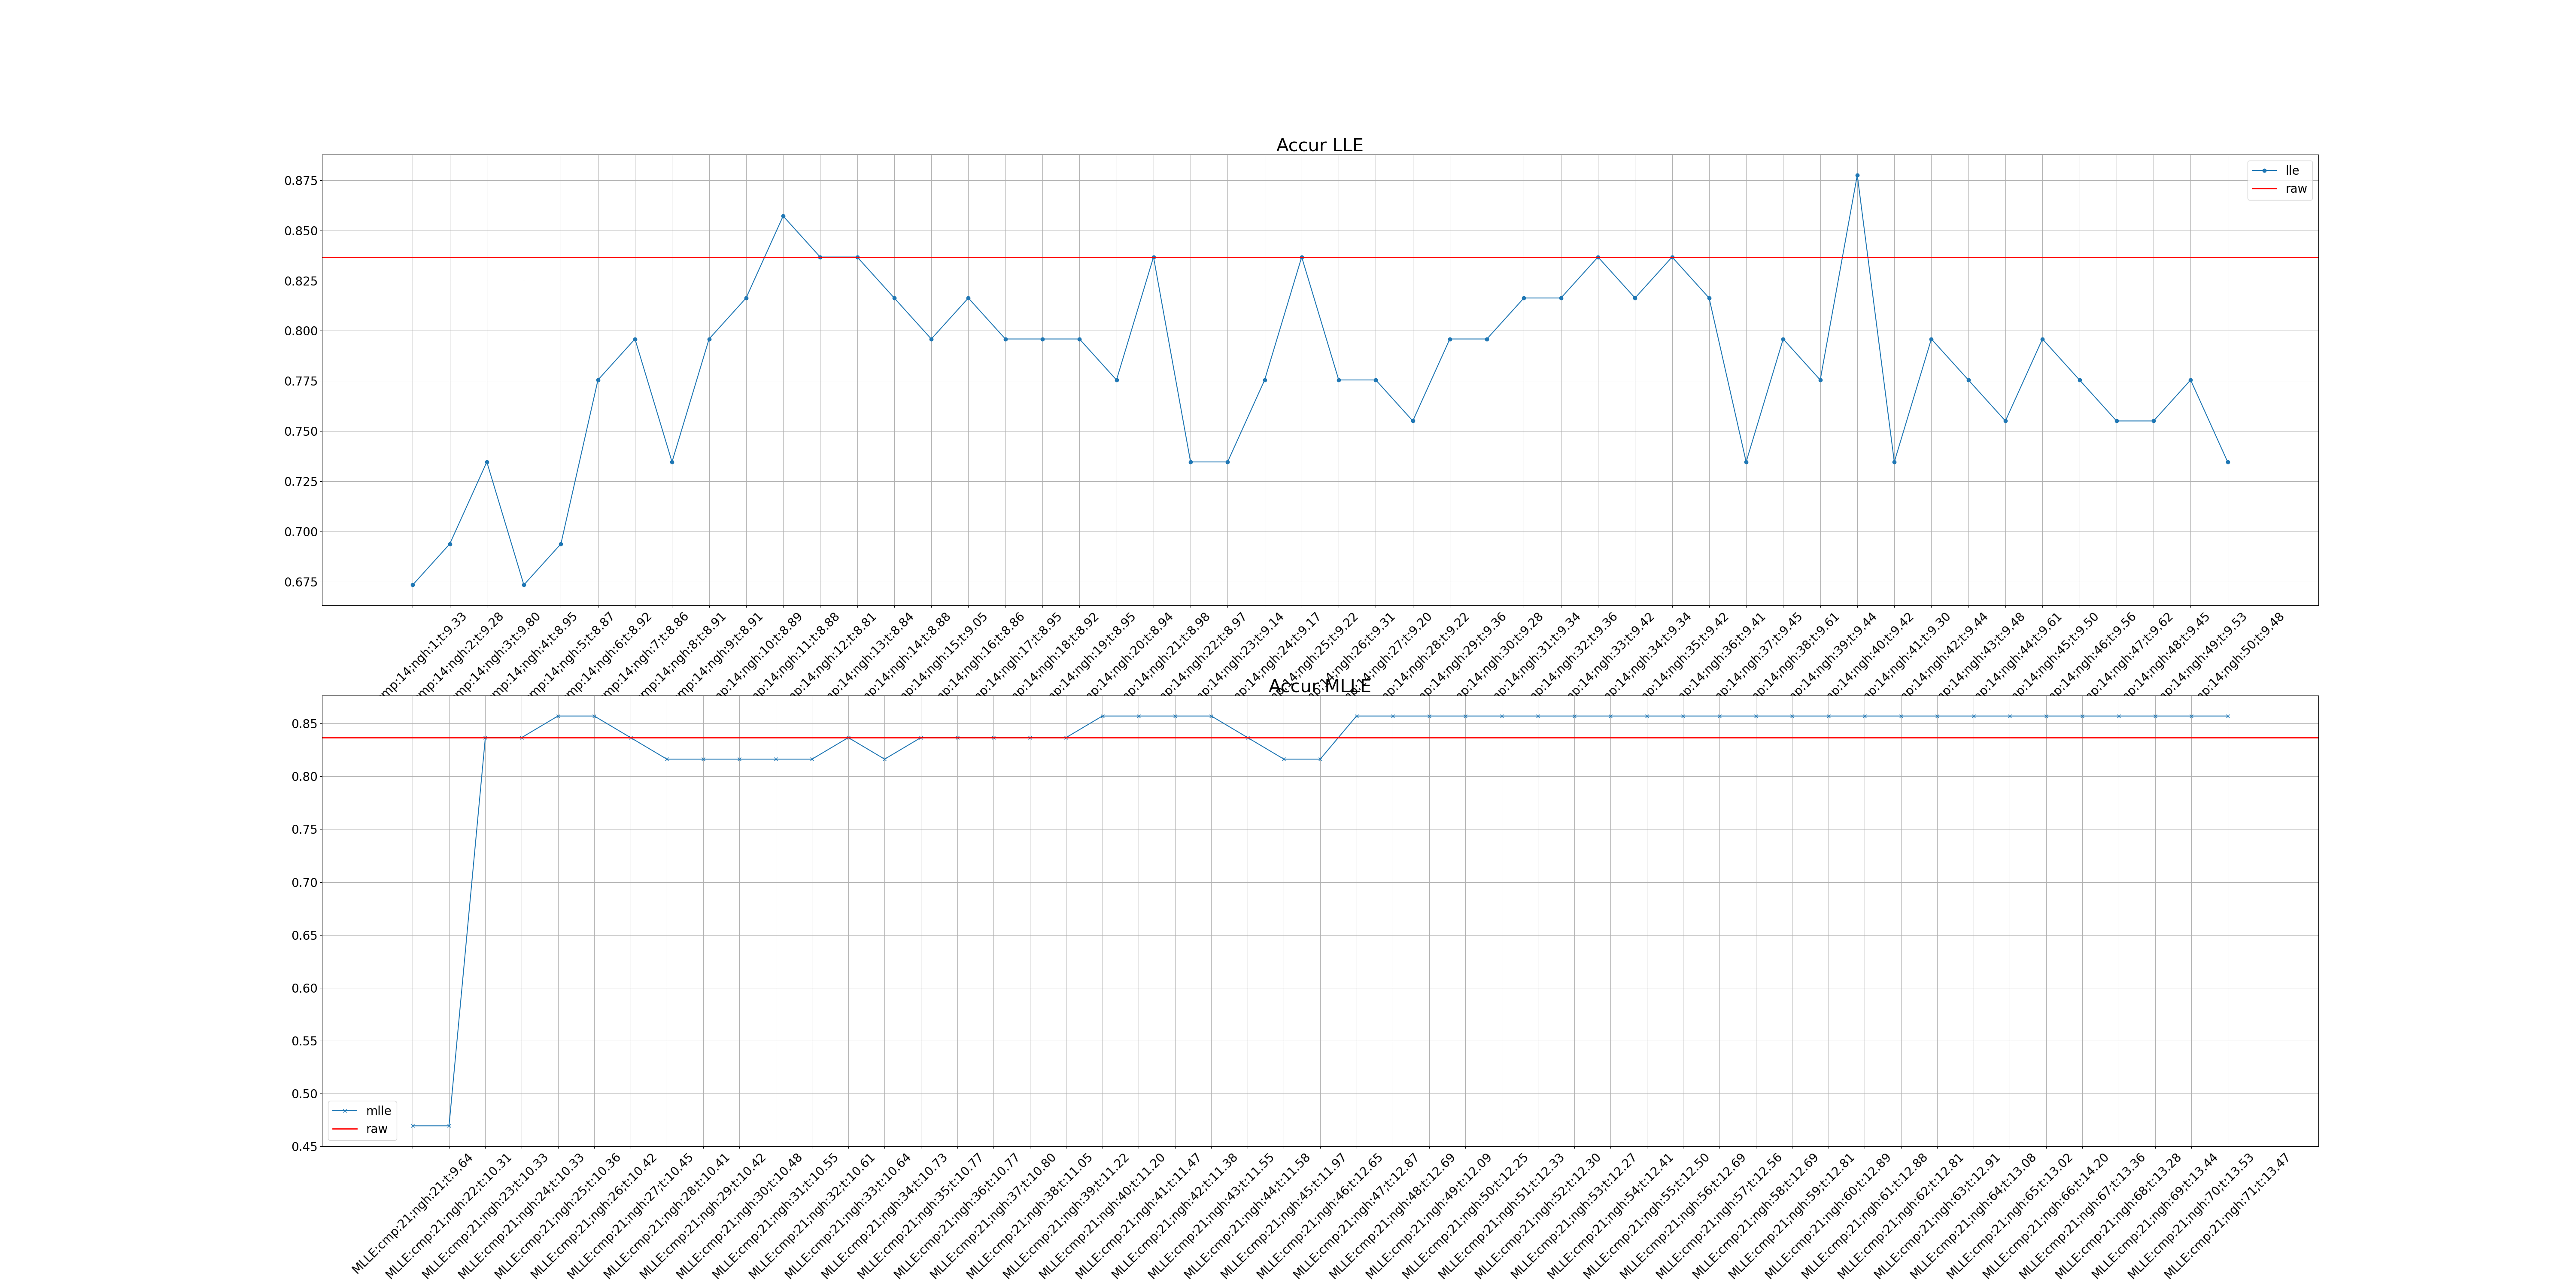 Accur LLE
0.875
0.850
0.825
0.800
0.775
0.750
0.725
0.700
0.675
lle
raw
mp:14;ngh:1;t:9.33
mp:14;ngh:2;t:9.28
mp:14;ngh:3;t:9.80
mp:14;ngh:4;t:8.95
mp:14;ngh:5;t:8.87
mp:14;ngh:6;t:8.92
mp:14;ngh:7;t:8.86
mp:14;ngh:8;t:8.91
mp:14;ngh:9;t:8.91
mp:14;ngh:10;t:8.89
mp:14;ngh:11;t:8.88
mp:14;ngh:12;t:8.81
mp:14;ngh:13;t:8.84
mp:14;ngh:14;t:8.88
mp:14;ngh:15;t:9.05
mp:14;ngh:16;t:8.86
mp:14;ngh:17;t:8.95
mp:14;ngh:18;t:8.92
mp:14;ngh:19;t:8.95
mp:14;ngh:20;t:8.94
mp:14;ngh:21;t:8.98
mp:14;ngh:22;t:8.97
mp:14;ngh:23;t:9.14
mp:14;ngh:24;t:9.17
mp:14;ngh:25;t:9.22
mp:14;ngh:26;t:9.31
mp:14;ngh:27;t:9.20
mp:14;ngh:28;t:9.22
mp:14;ngh:29;t:9.36
mp:14;ngh:30;t:9.28
mp:14;ngh:31;t:9.34
mp:14;ngh:32;t:9.36
mp:14;ngh:33;t:9.42
mp:14;ngh:34;t:9.34
mp:14;ngh:35;t:9.42
mp:14;ngh:36;t:9.41
mp:14;ngh:37;t:9.45
mp:14;ngh:38;t:9.61
mp:14;ngh:39;t:9.44
mp:14;ngh:40;t:9.42
mp:14;ngh:41;t:9.30
mp:14;ngh:42;t:9.44
mp:14;ngh:43;t:9.48
mp:14;ngh:44;t:9.61
mp:14;ngh:45;t:9.50
mp:14;ngh:46;t:9.56
mp:14;ngh:47;t:9.62
mp:14;ngh:48;t:9.45
mp:14;ngh:49;t:9.53
mp:14;ngh:50;t:9.48
Accur MLLE
0.85
0.80
0.75
0.70
0.65
0.60
0.55
0.50
0.45
mlle
raw
MLLE:cmp:21;ngh:21;t:9.64
MLLE:cmp:21;ngh:22;t:10.31
MLLE:cmp:21;ngh:23;t:10.33
MLLE:cmp:21;ngh:24;t:10.33
MLLE:cmp:21;ngh:25;t:10.36
MLLE:cmp:21;ngh:26;t:10.42
MLLE:cmp:21;ngh:27;t:10.45
MLLE:cmp:21;ngh:28;t:10.41
MLLE:cmp:21;ngh:29;t:10.42
MLLE:cmp:21;ngh:30;t:10.48
MLLE:cmp:21;ngh:31;t:10.55
MLLE:cmp:21;ngh:32;t:10.61
MLLE:cmp:21;ngh:33;t:10.64
MLLE:cmp:21;ngh:34;t:10.73
MLLE:cmp:21;ngh:35;t:10.77
MLLE:cmp:21;ngh:36;t:10.77
MLLE:cmp:21;ngh:37;t:10.80
MLLE:cmp:21;ngh:38;t:11.05
MLLE:cmp:21;ngh:39;t:11.22
MLLE:cmp:21;ngh:40;t:11.20
MLLE:cmp:21;ngh:41;t:11.47
MLLE:cmp:21;ngh:42;t:11.38
MLLE:cmp:21;ngh:43;t:11.55
MLLE:cmp:21;ngh:44;t:11.58
MLLE:cmp:21;ngh:45;t:11.97
MLLE:cmp:21;ngh:46;t:12.65
MLLE:cmp:21;ngh:47;t:12.87
MLLE:cmp:21;ngh:48;t:12.69
MLLE:cmp:21;ngh:49;t:12.09
MLLE:cmp:21;ngh:50;t:12.25
MLLE:cmp:21;ngh:51;t:12.33
MLLE:cmp:21;ngh:52;t:12.30
MLLE:cmp:21;ngh:53;t:12.27
MLLE:cmp:21;ngh:54;t:12.41
MLLE:cmp:21;ngh:55;t:12.50
MLLE:cmp:21;ngh:56;t:12.69
MLLE:cmp:21;ngh:57;t:12.56
MLLE:cmp:21;ngh:58;t:12.69
MLLE:cmp:21;ngh:59;t:12.81
MLLE:cmp:21;ngh:60;t:12.89
MLLE:cmp:21;ngh:61;t:12.88
MLLE:cmp:21;ngh:62;t:12.81
MLLE:cmp:21;ngh:63;t:12.91
MLLE:cmp:21;ngh:64;t:13.08
MLLE:cmp:21;ngh:65;t:13.02
MLLE:cmp:21;ngh:66;t:14.20
MLLE:cmp:21;ngh:67;t:13.36
MLLE:cmp:21;ngh:68;t:13.28
MLLE:cmp:21;ngh:69;t:13.44
MLLE:cmp:21;ngh:70;t:13.53
MLLE:cmp:21;ngh:71;t:13.47